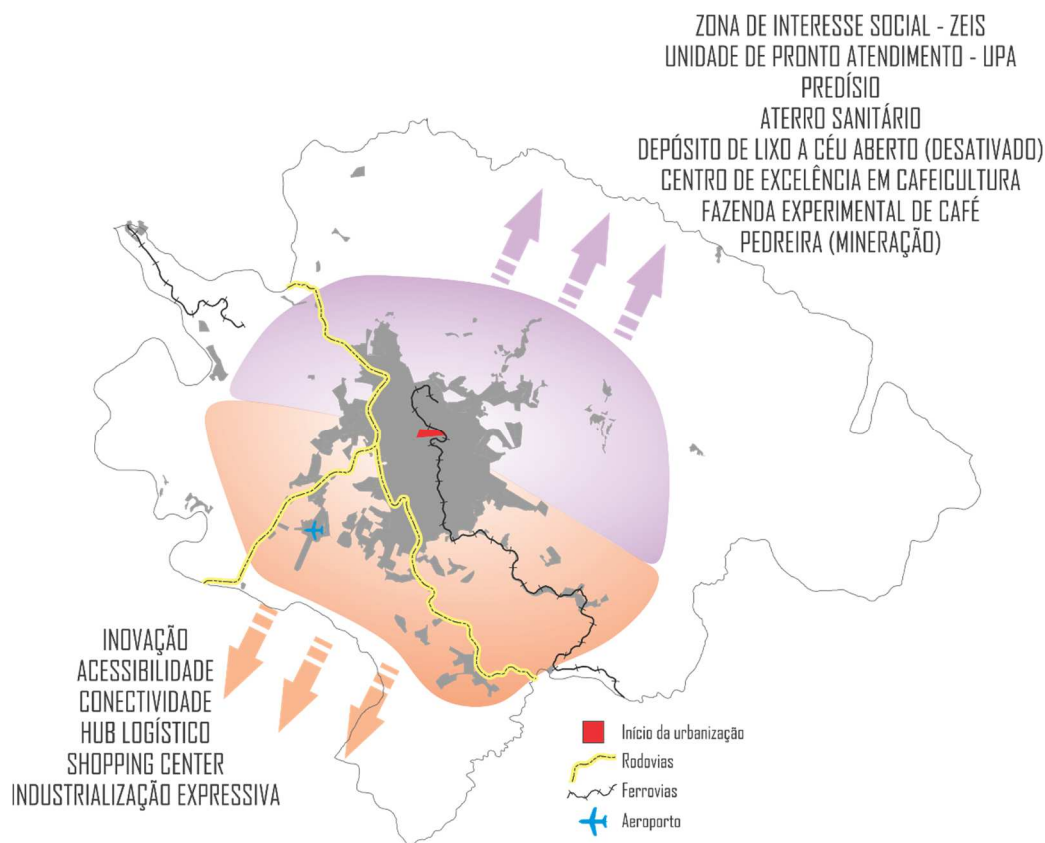 ZONA DE INTERESSE SOCIAL - ZEIS
UNIDADE DE PRONTO ATENDIMENTO - UPA
PREDÍSIO
ATERRO SANITÁRIO
DEPÓSITO DE LIXO A CÉU ABERTO (DESATIVADO)
CENTRO DE EXCELÊNCIA EM CAFEICULTURA
FAZENDA EXPERIMENTAL DE CAFÉ
PEDREIRA (MINERAÇÃO)
INOVAÇÃO
ACESSIBILIDADE
CONECTIVIDADE
HUB LOGÍSTICO
SHOPPING CENTER
INDUSTRIALIZAÇÃO EXPRESSIVA
Início da urbanização
Rodovias
Ferrovias
Aeroporto